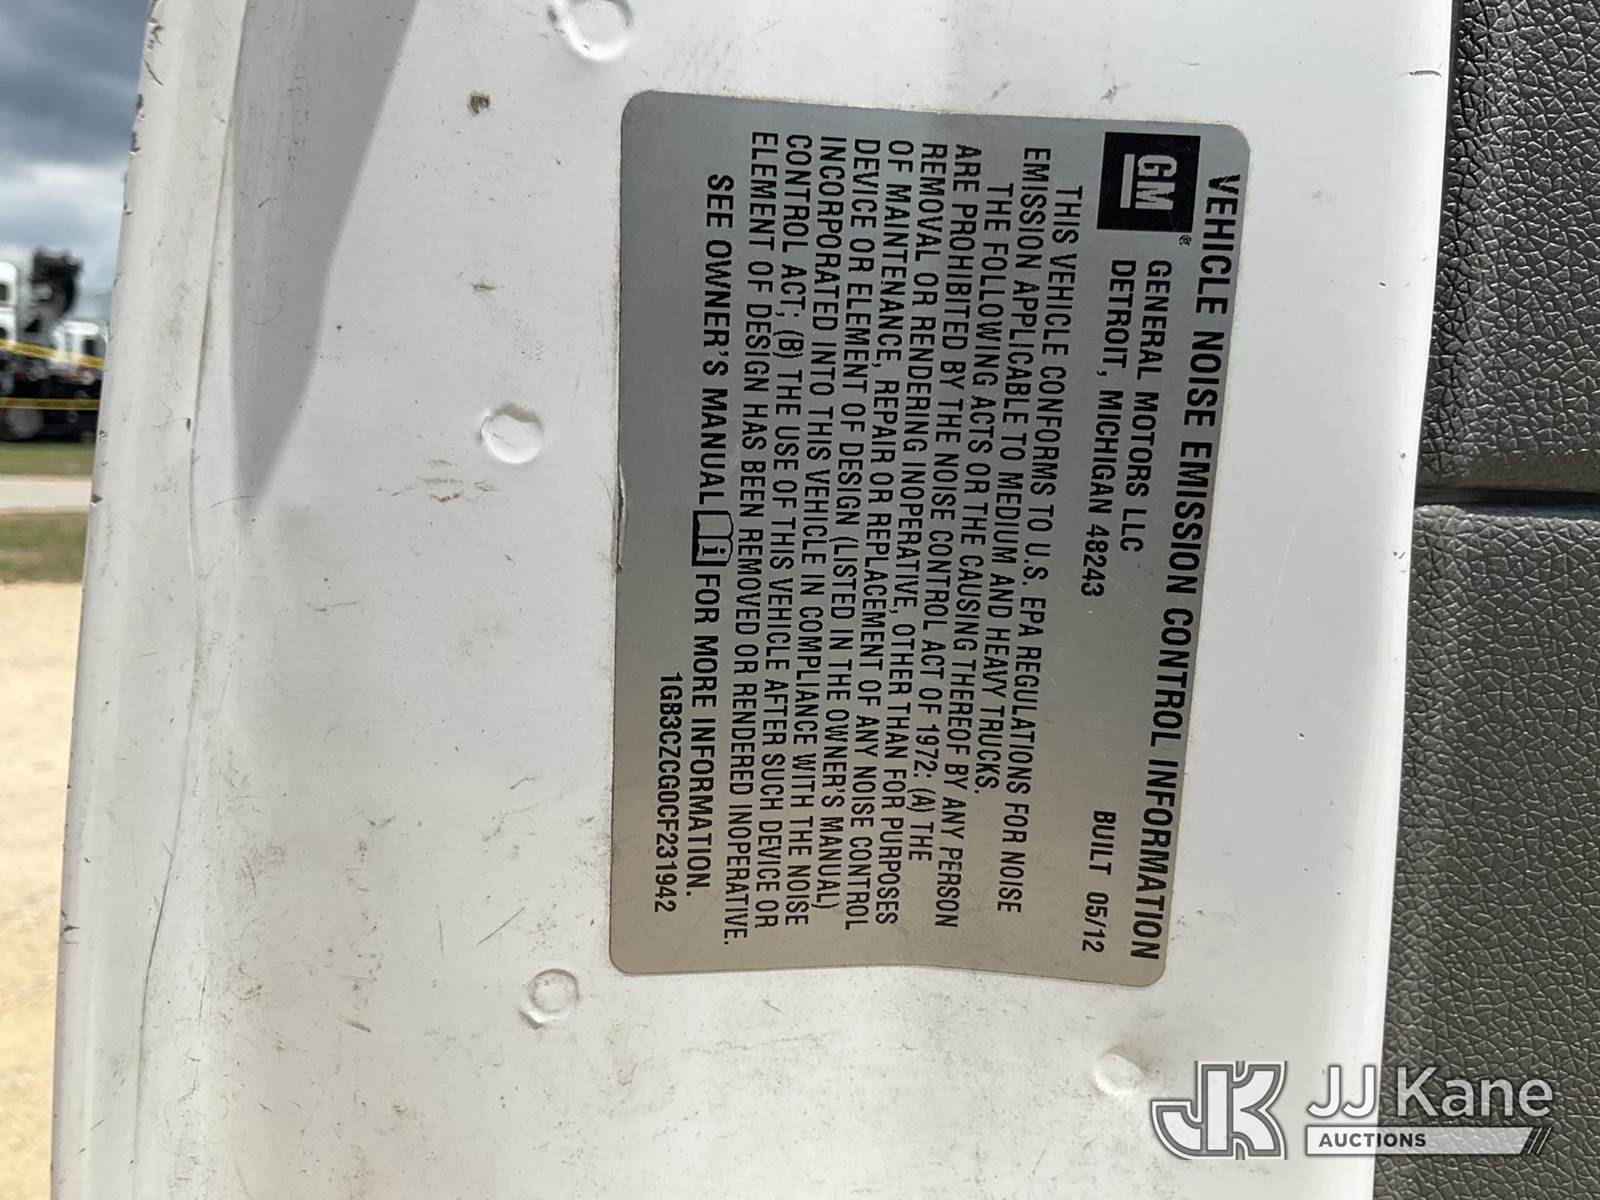 VEHICLE NOISE EMISSION CONTROL INFORMATION
GM®
GENERAL MOTORS LLC
DETROIT, MICHIGAN 48243
BUILT 05/12
THIS VEHICLE CONFORMS TO U.S. EPA REGULATIONS FOR NOISE
EMISSION APPLICABLE TO MEDIUM AND HEAVY TRUCKS.
THE FOLLOWING ACTS OR THE CAUSING THEREOF BY ANY PERSON
ARE PROHIBITED BY THE NOISE CONTROL ACT OF 1972: (A) THE
REMOVAL OR RENDERING INOPERATIVE, OTHER THAN FOR PURPOSES
OF MAINTENANCE, REPAIR OR REPLACEMENT OF ANY NOISE CONTROL
DEVICE OR ELEMENT OF DESIGN (LISTED IN THE OWNER'S MANUAL)
INCORPORATED INTO THIS VEHICLE IN COMPLIANCE WITH THE NOISE
CONTROL ACT; (B) THE USE OF THIS VEHICLE AFTER SUCH DEVICE OR
ELEMENT OF DESIGN HAS BEEN REMOVED OR RENDERED INOPERATIVE.
SEE OWNER'S MANUAL i FOR MORE INFORMATION.
1GB3CZCG0CF231942
JK JJ Kane
AUCTIONS